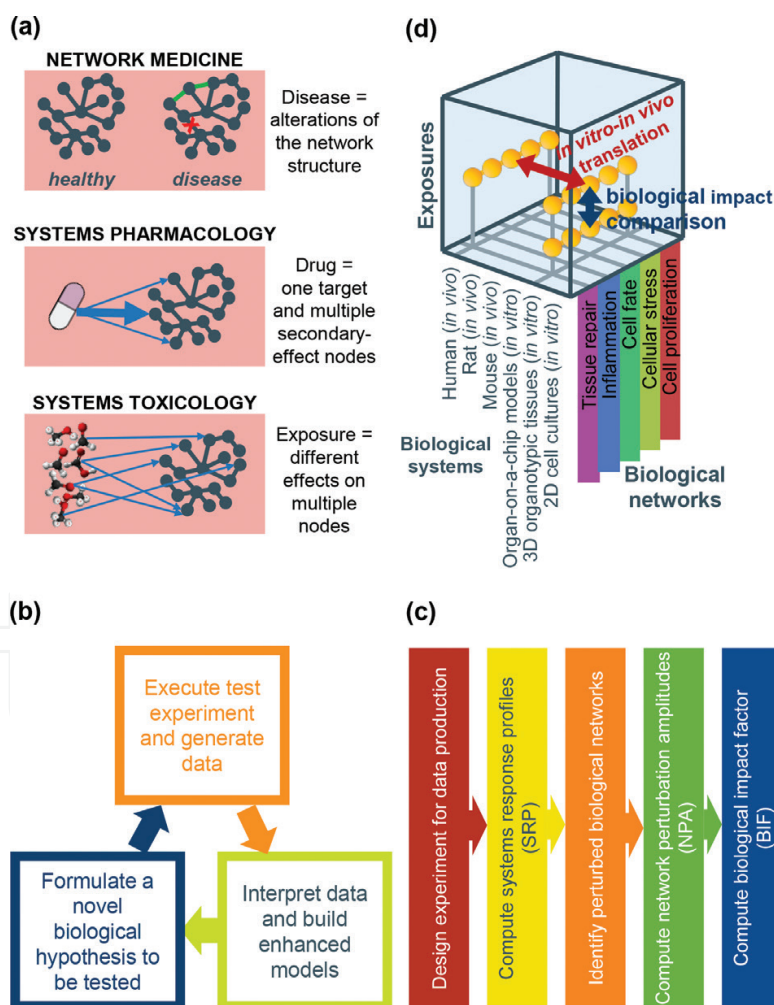 (a)
NETWORK MEDICINE
healthy
disease
Disease =
alterations of
the network
structure
SYSTEMS PHARMACOLOGY
Drug =
one target
and multiple
secondary-
effect nodes
SYSTEMS TOXICOLOGY
Exposure =
different
effects on
multiple
nodes
(d)
Exposures
In vitro-in vivo
translation
biological impact
comparison
Human (in vivo)
Rat (in vivo)
Mouse (in vivo)
Organ-on-a-chip models (in vitro)
3D organotypic tissues (in vitro)
2D cell cultures (in vitro)
Biological
systems
Tissue repair
Inflammation
Cell fate
Cellular stress
Cell proliferation
Biological
networks
(b)
Execute test
experiment
and generate
data
Formulate a
novel
biological
hypothesis to
be tested
Interpret data
and build
enhanced
models
(c)
Design experiment for data production
Compute systems response profiles
(SRP)
Identify perturbed biological networks
Compute network perturbation amplitudes
(NPA)
Compute biological impact factor
(BIF)